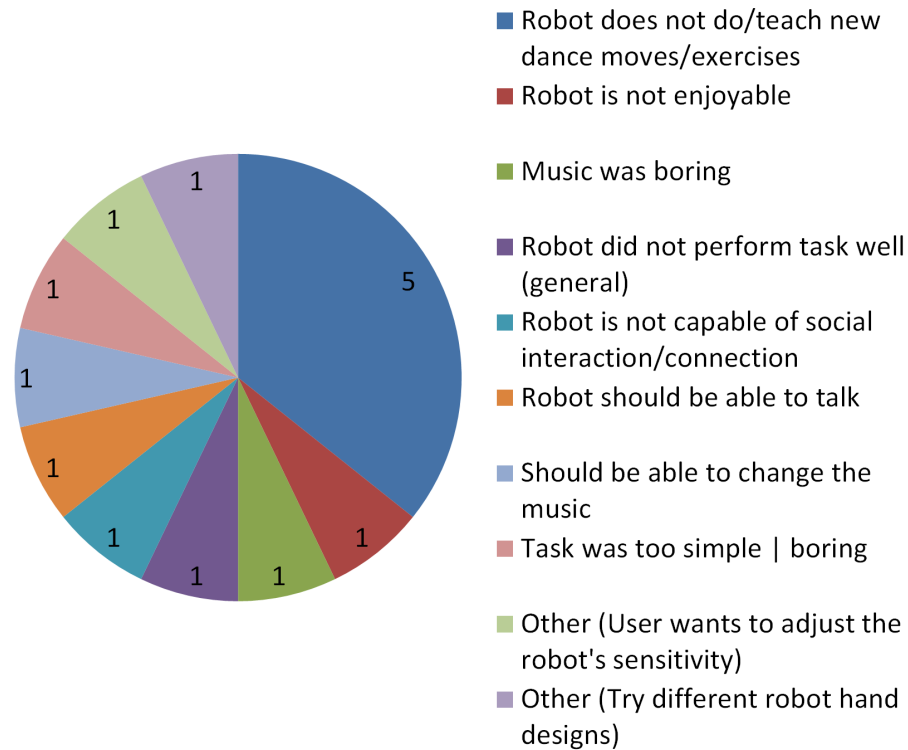 Robot does not do/teach new
dance moves/exercises
Robot is not enjoyable
Music was boring
Robot did not perform task well
(general)
Robot is not capable of social
interaction/connection
Robot should be able to talk
Should be able to change the
music
Task was too simple | boring
Other (User wants to adjust the
robot's sensitivity)
Other (Try different robot hand
designs)
5
1
1
1
1
1
1
1
1
1